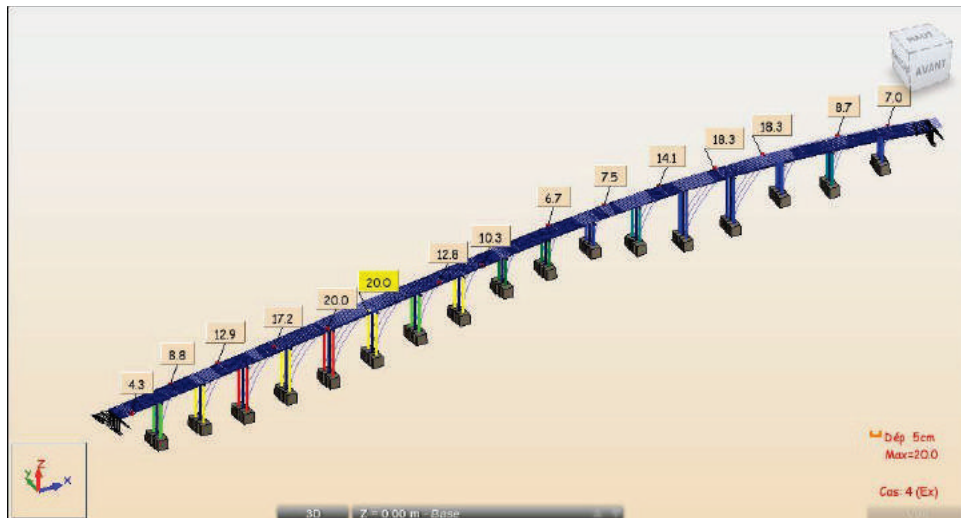 HAUT
AVANT
7.0
8.7
18.3
18.3
14.1
7.5
6.7
10.3
12.8
20.0
20.0
17.2
12.9
8.8
4.3
Z
Y
X
Dép 5cm
Max=20.0
Cas: 4 (Ex)
3D
Z = 0.00 m - Base